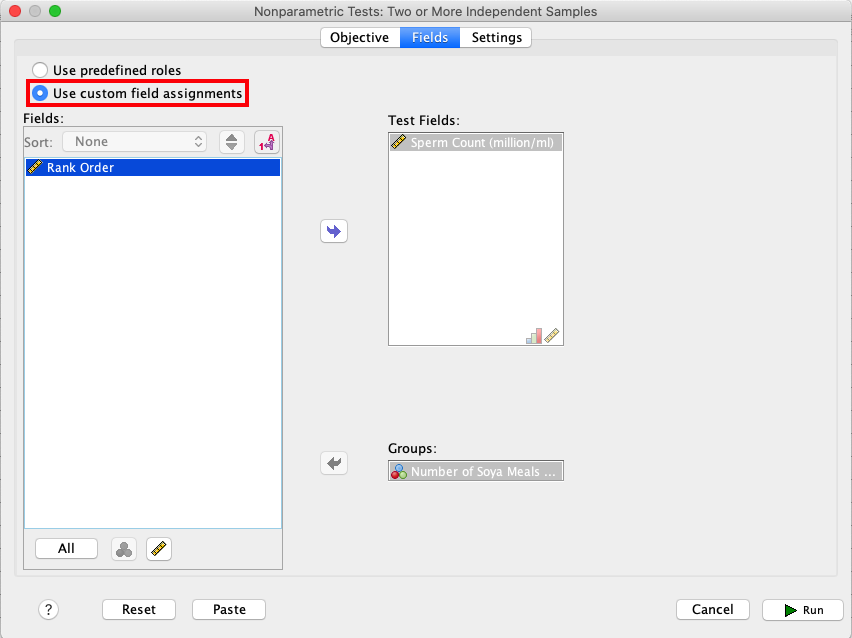 Nonparametric Tests: Two or More Independent Samples
Objective Fields Settings
Use predefined roles
Use custom field assignments
Fields:
Sort: None
Rank Order
Test Fields:
Sperm Count (million/ml)
Groups:
Number of Soya Meals ...
All
? Reset Paste Cancel Run